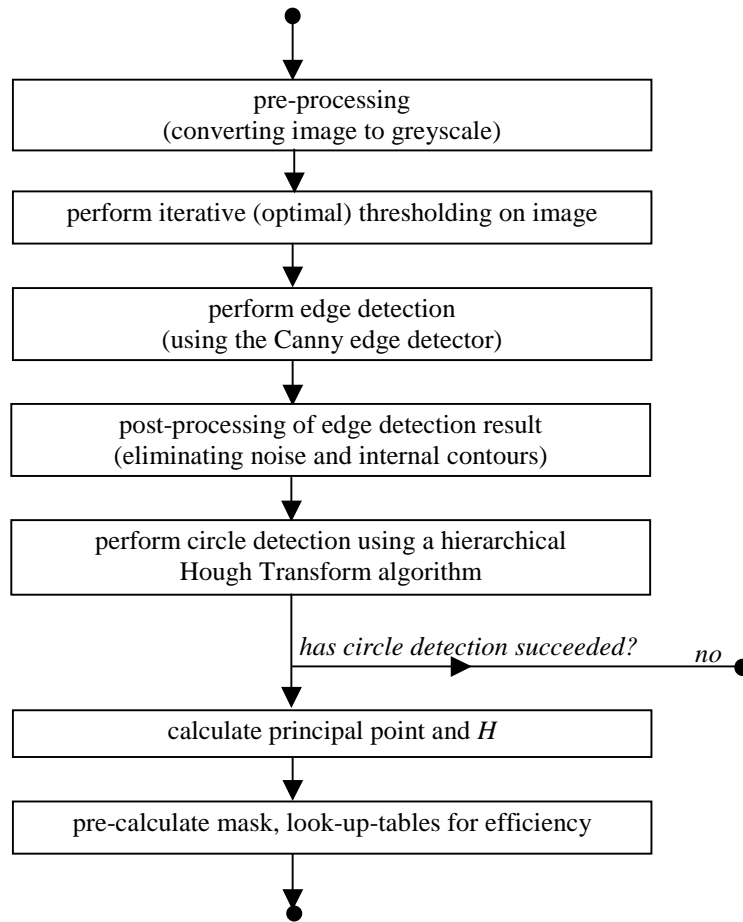 pre-processing
(converting image to greyscale)
perform iterative (optimal) thresholding on image
perform edge detection
(using the Canny edge detector)
post-processing of edge detection result
(eliminating noise and internal contours)
perform circle detection using a hierarchical
Hough Transform algorithm
has circle detection succeeded? no
calculate principal point and H
pre-calculate mask, look-up-tables for efficiency